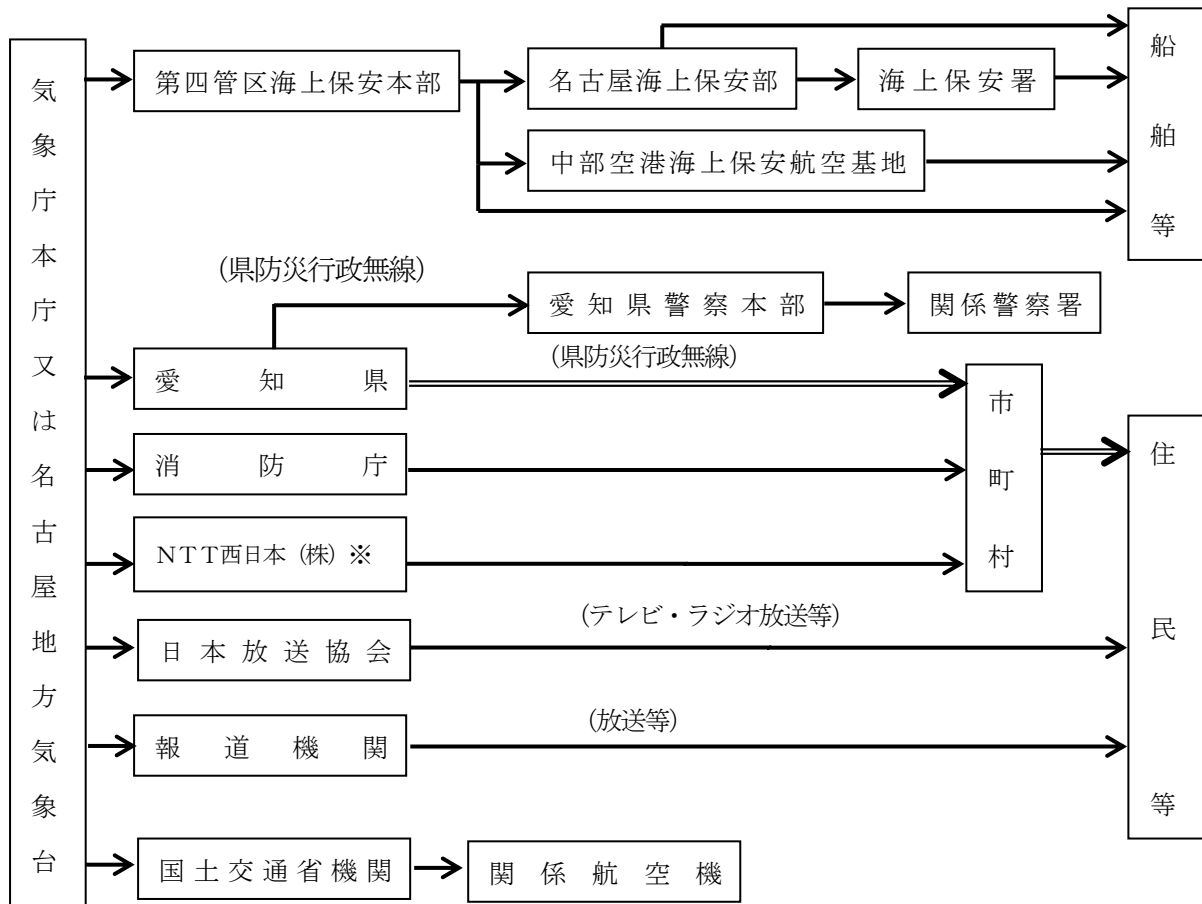 気象庁本庁又は名古屋地方気象台
第四管区海上保安本部
名古屋海上保安部
海上保安署
船舶等
中部空港海上保安航空基地
(県防災行政無線)
愛知県警察本部
関係警察署
(県防災行政無線)
愛知県
市町村
住民等
消防庁
ＮＴＴ西日本（株）※
(テレビ・ラジオ放送等)
日本放送協会
(放送等)
報道機関
国土交通省機関
関係航空機